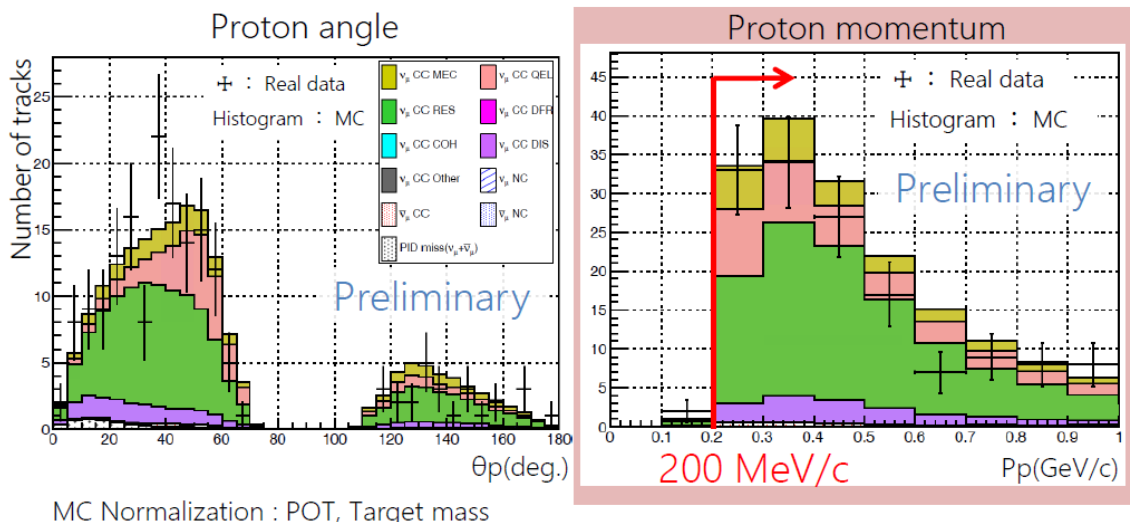 Proton angle
Number of tracks
✢ : Real data
Histogram : MC
νμ CC MEC
νμ CC QEL
νμ CC RES
νμ CC DFR
νμ CC COH
νμ CC DIS
νμ CC Other
νμ NC
ν̅μ CC
ν̅μ NC
PID miss(νμ+ν̅μ)
Preliminary
25
20
15
10
5
0
0 20 40 60 80 100 120 140 160 180
θp(deg.)
MC Normalization : POT, Target mass
Proton momentum
✢ : Real data
Histogram : MC
Preliminary
45
40
35
30
25
20
15
10
5
0
0 0.1 0.2 0.3 0.4 0.5 0.6 0.7 0.8 0.9 1
200 MeV/c
Pp(GeV/c)